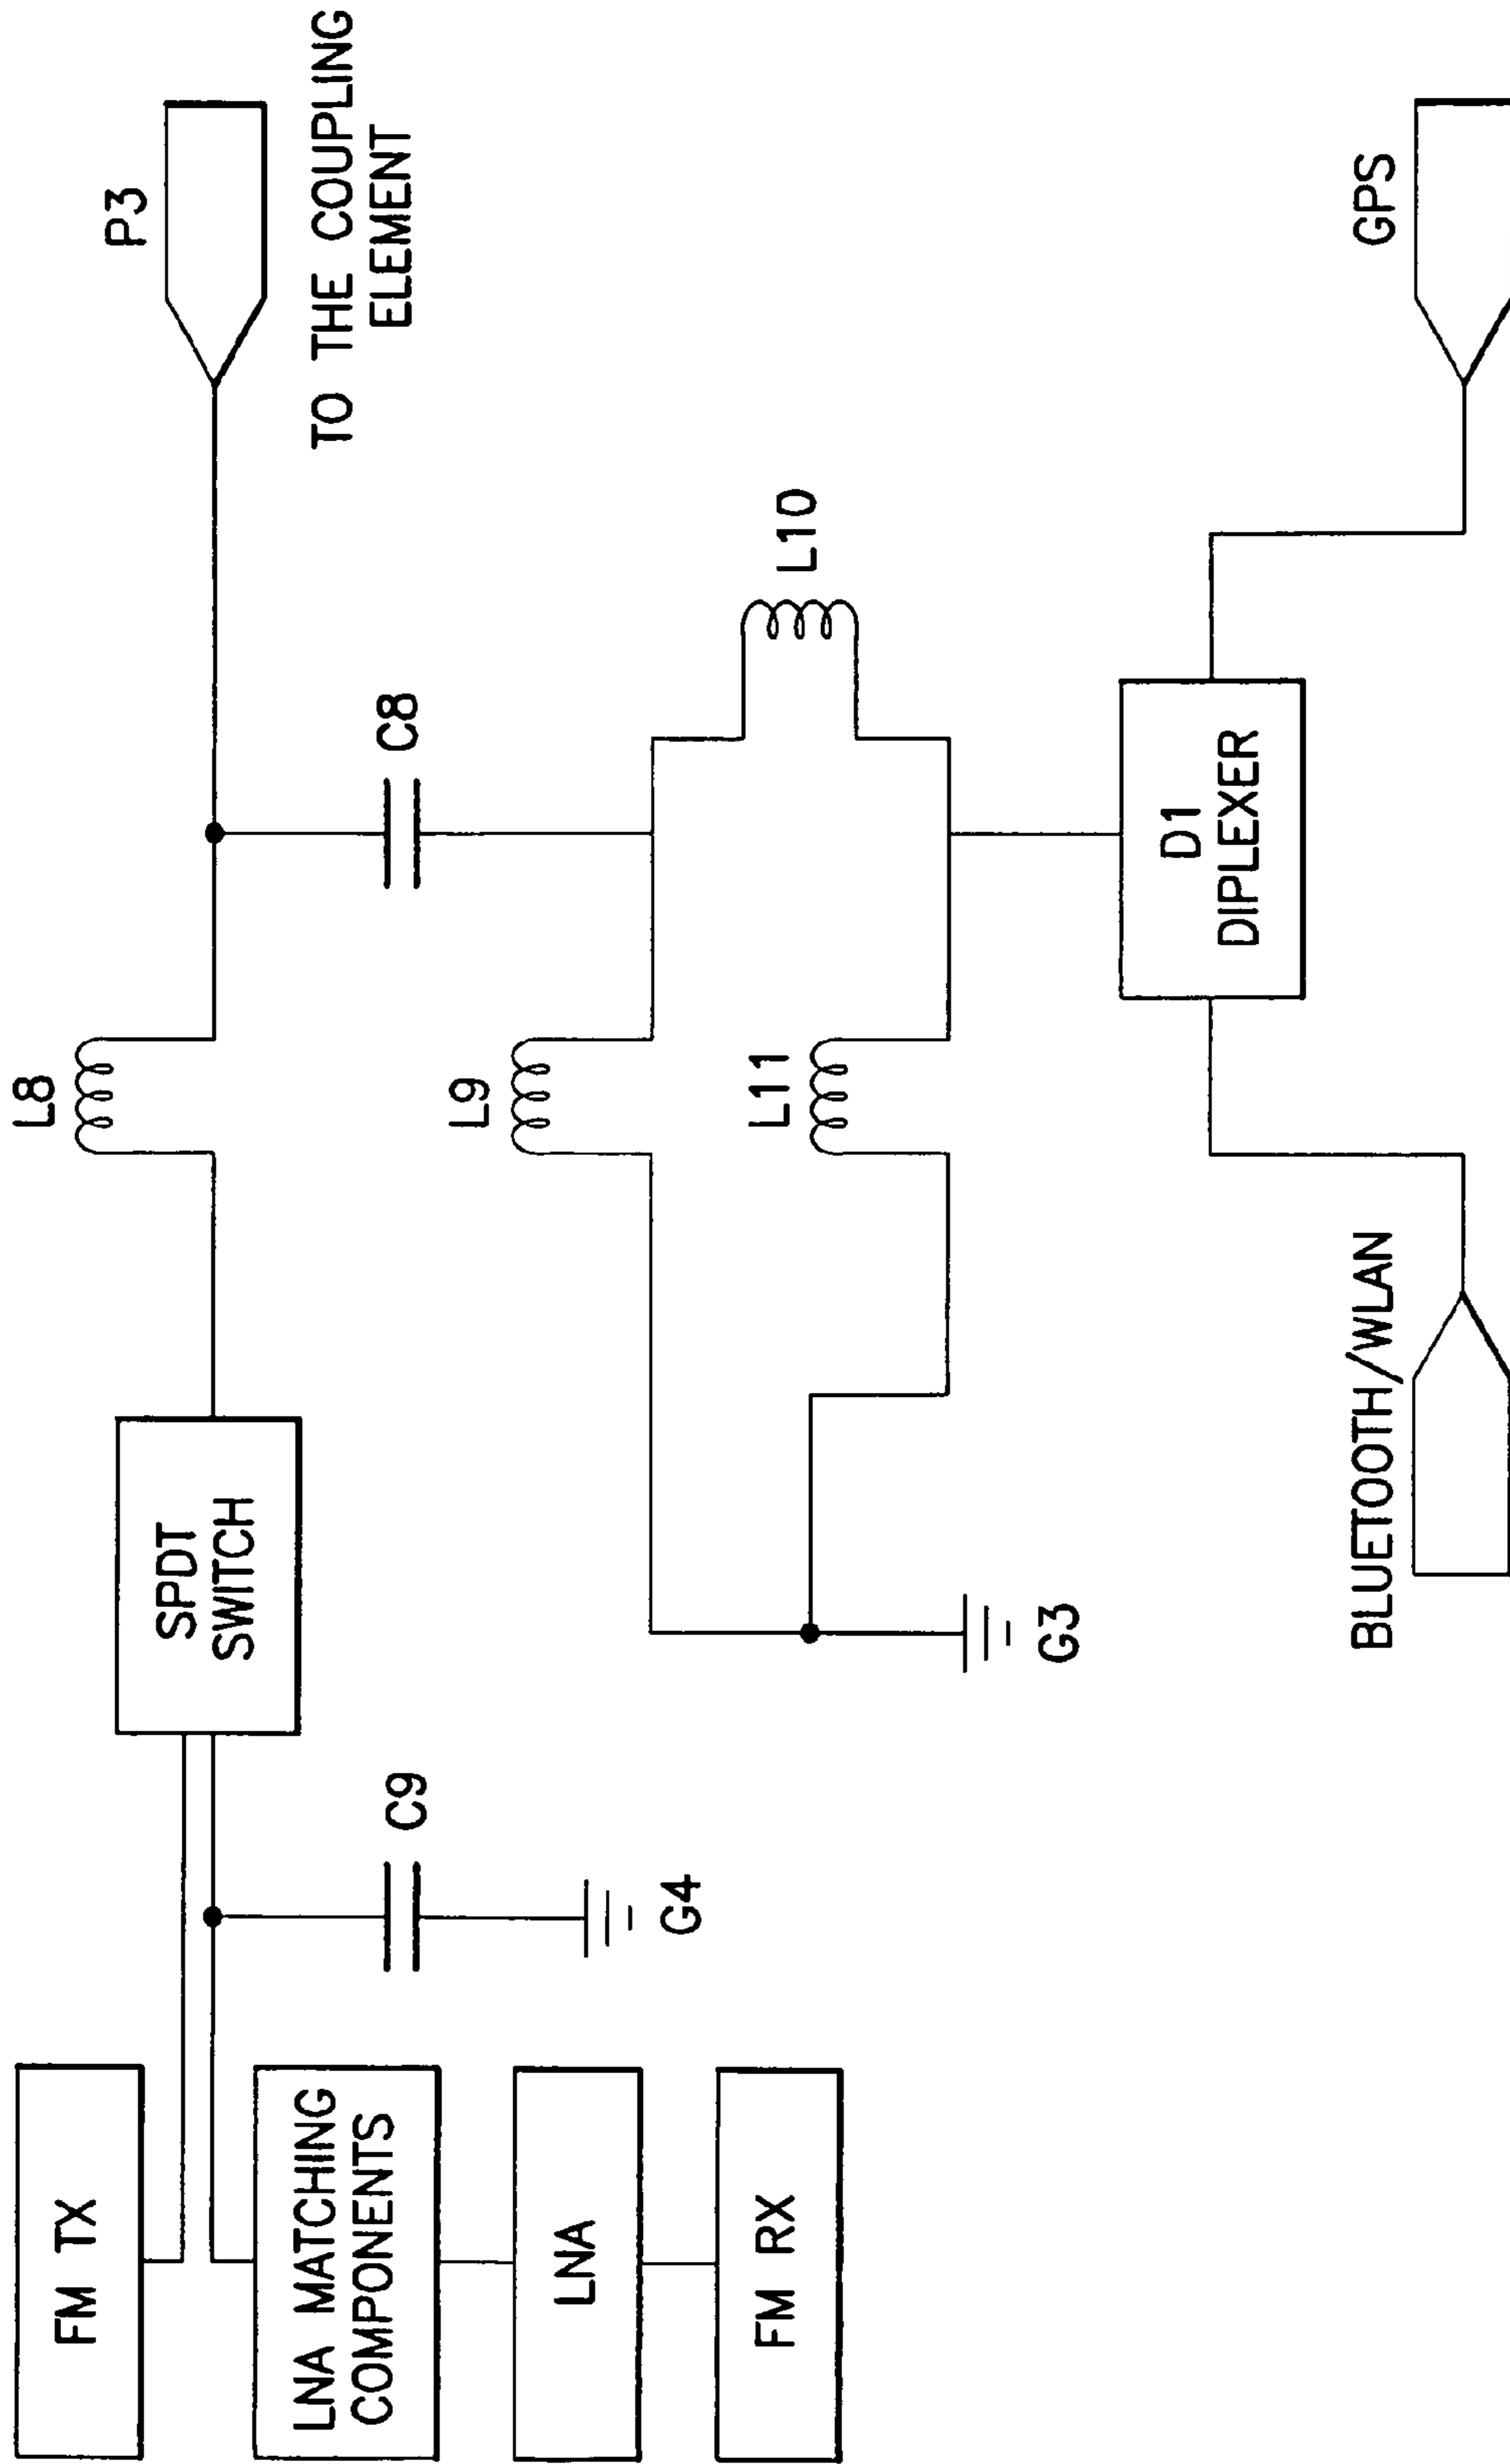 FM TX
LNA MATCHING
COMPONENTS
LNA
FM RX
C9
G4
SPDT
SWITCH
L8
P3
TO THE COUPLING
ELEMENT
C8
L9
L10
L11
G3
D1
DIPLEXER
BLUETOOTH/WLAN
GPS